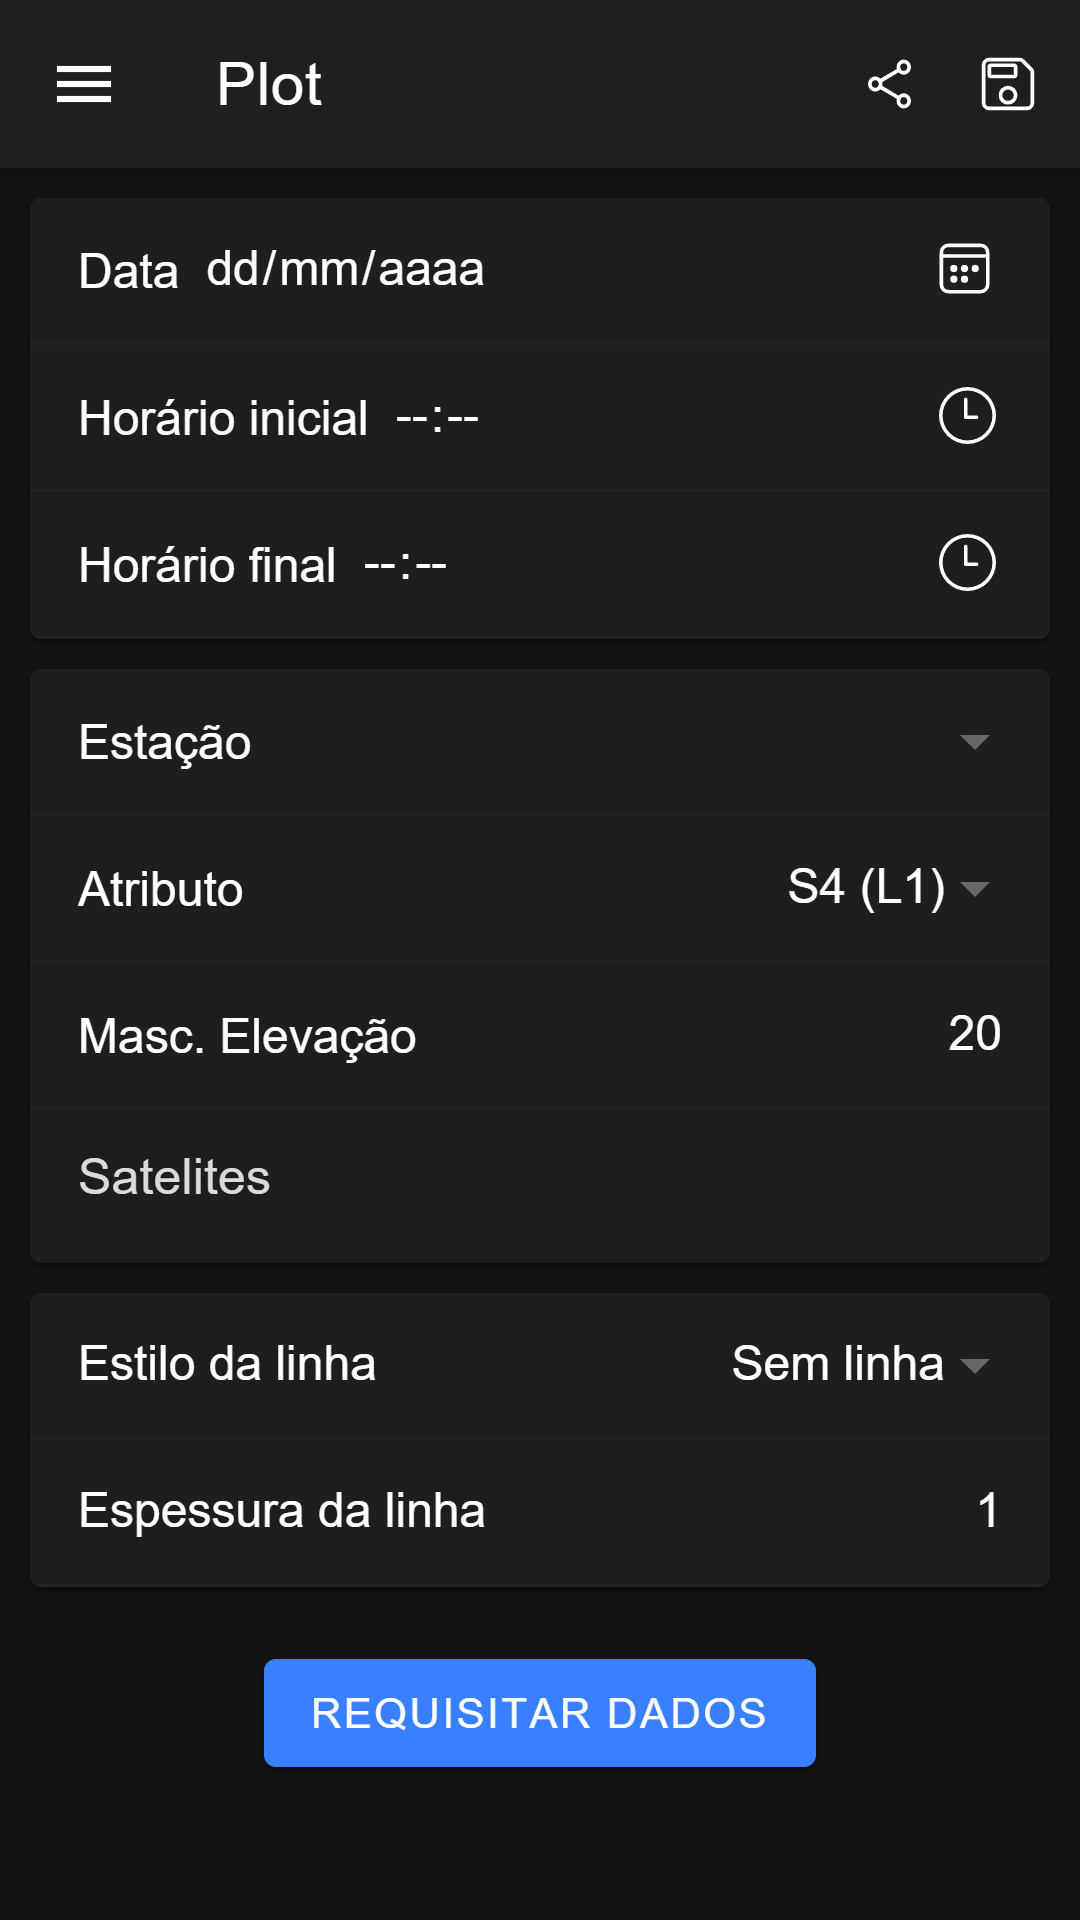 Plot
Data dd/mm/aaaa
Horário inicial --:--
Horário final --:--
Estação
Atributo S4 (L1)
Masc. Elevação 20
Satelites
Estilo da linha Sem linha
Espessura da linha 1
REQUISITAR DADOS